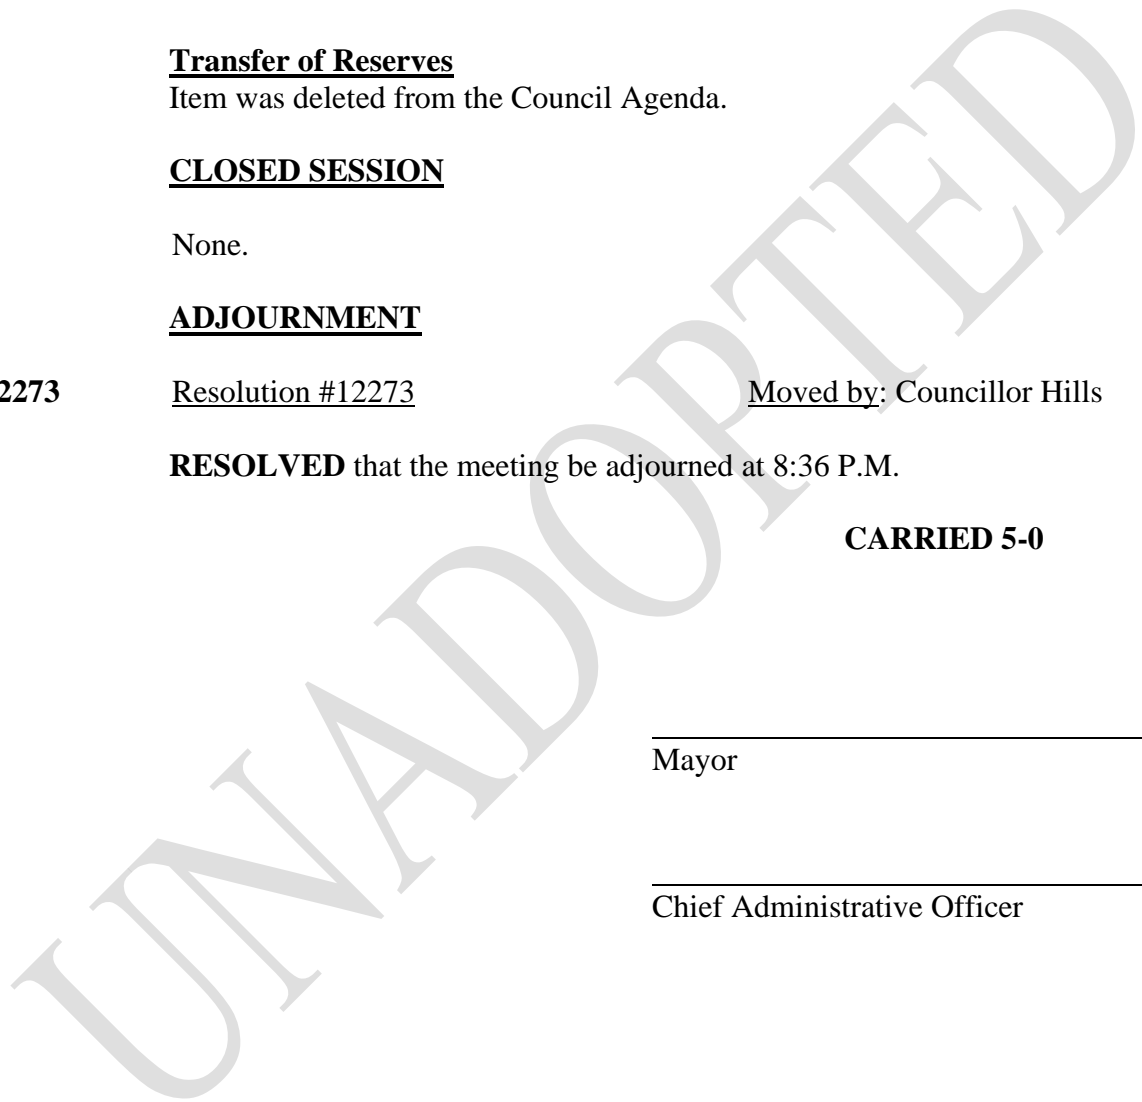 Transfer of Reserves
Item was deleted from the Council Agenda.
CLOSED SESSION
None.
ADJOURNMENT
2273 Resolution #12273 Moved by: Councillor Hills
RESOLVED that the meeting be adjourned at 8:36 P.M.
CARRIED 5-0
Mayor
Chief Administrative Officer
UNADOPTED